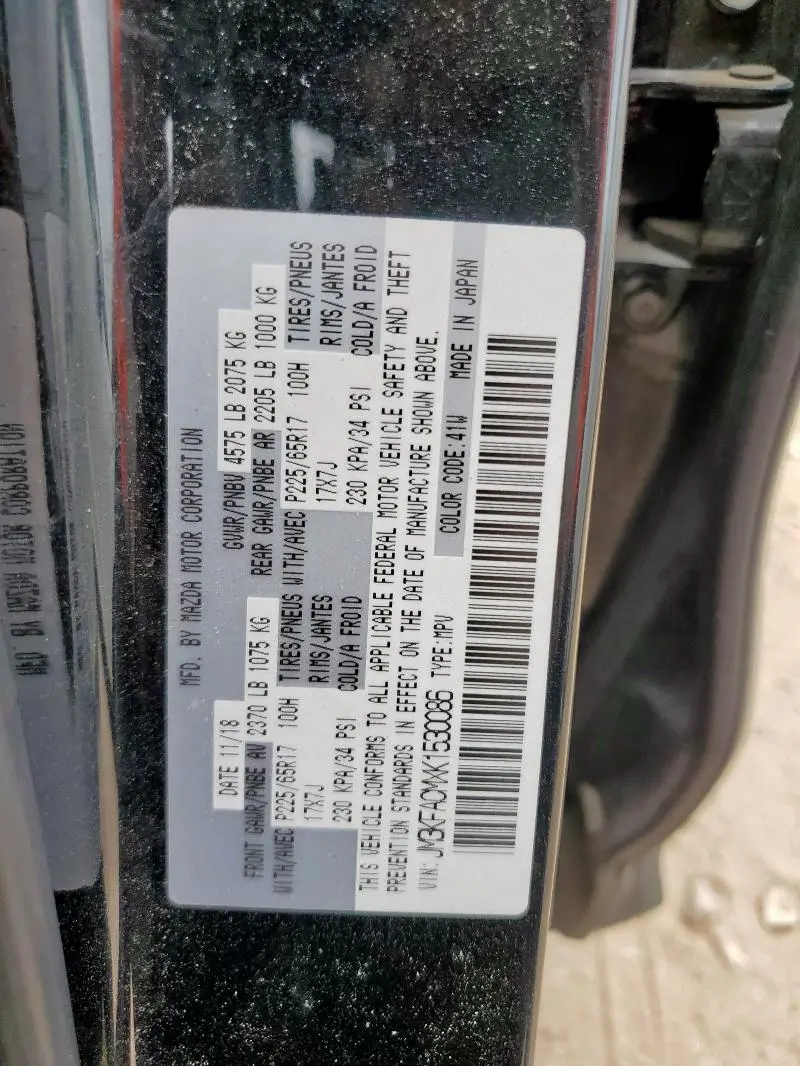 MFD. BY MAZDA MOTOR CORPORATION
DATE 11/18 GVWR/PNBV 4575 LB 2075 KG
FRONT GAWR/PNBE AV 2370 LB 1075 KG REAR GAWR/PNBE AR 2205 LB 1000 KG
WITH/AVEC P225/65R17 100H TIRES/PNEUS WITH/AVEC P225/65R17 100H TIRES/PNEUS
17X7J RIMS/JANTES 17X7J RIMS/JANTES
230 KPA/34 PSI COLD/A FROID 230 KPA/34 PSI COLD/A FROID
THIS VEHICLE CONFORMS TO ALL APPLICABLE FEDERAL MOTOR VEHICLE SAFETY AND THEFT
PREVENTION STANDARDS IN EFFECT ON THE DATE OF MANUFACTURE SHOWN ABOVE.
VIN: JM3KFACMXK1530086 TYPE:MPV COLOR CODE:41W MADE IN JAPAN